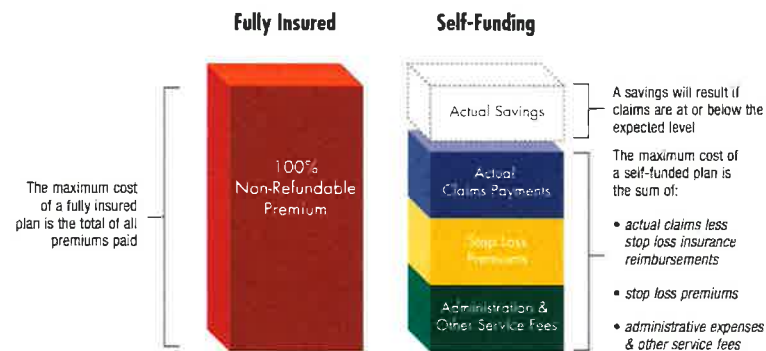 Fully Insured
Self-Funding
The maximum cost
of a fully insured
plan is the total of all
premiums paid
100%
Non-Refundable
Premium
Actual Savings
Actual
Claims Payments
Stop Loss
Premiums
Administration &
Other Service Fees
A savings will result if
claims are at or below the
expected level
The maximum cost of
a self-funded plan is
the sum of:
• actual claims less
stop loss insurance
reimbursements
• stop loss premiums
• administrative expenses
& other service fees